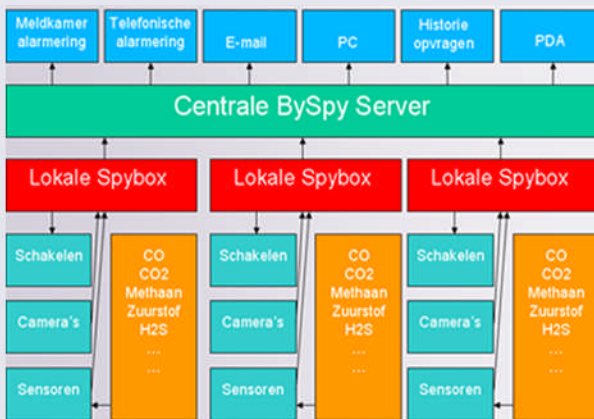 Meldkamer
alarmering
Telefonische
alarmering
E-mail
PC
Historie
opvragen
PDA
Centrale BySpy Server
Lokale Spybox
Lokale Spybox
Lokale Spybox
Schakelen
Camera's
Sensoren
CO
CO2
Methaan
Zuurstof
H2S
...
...
Schakelen
Camera's
Sensoren
CO
CO2
Methaan
Zuurstof
H2S
...
...
Schakelen
Camera's
Sensoren
CO
CO2
Methaan
Zuurstof
H2S
...
...